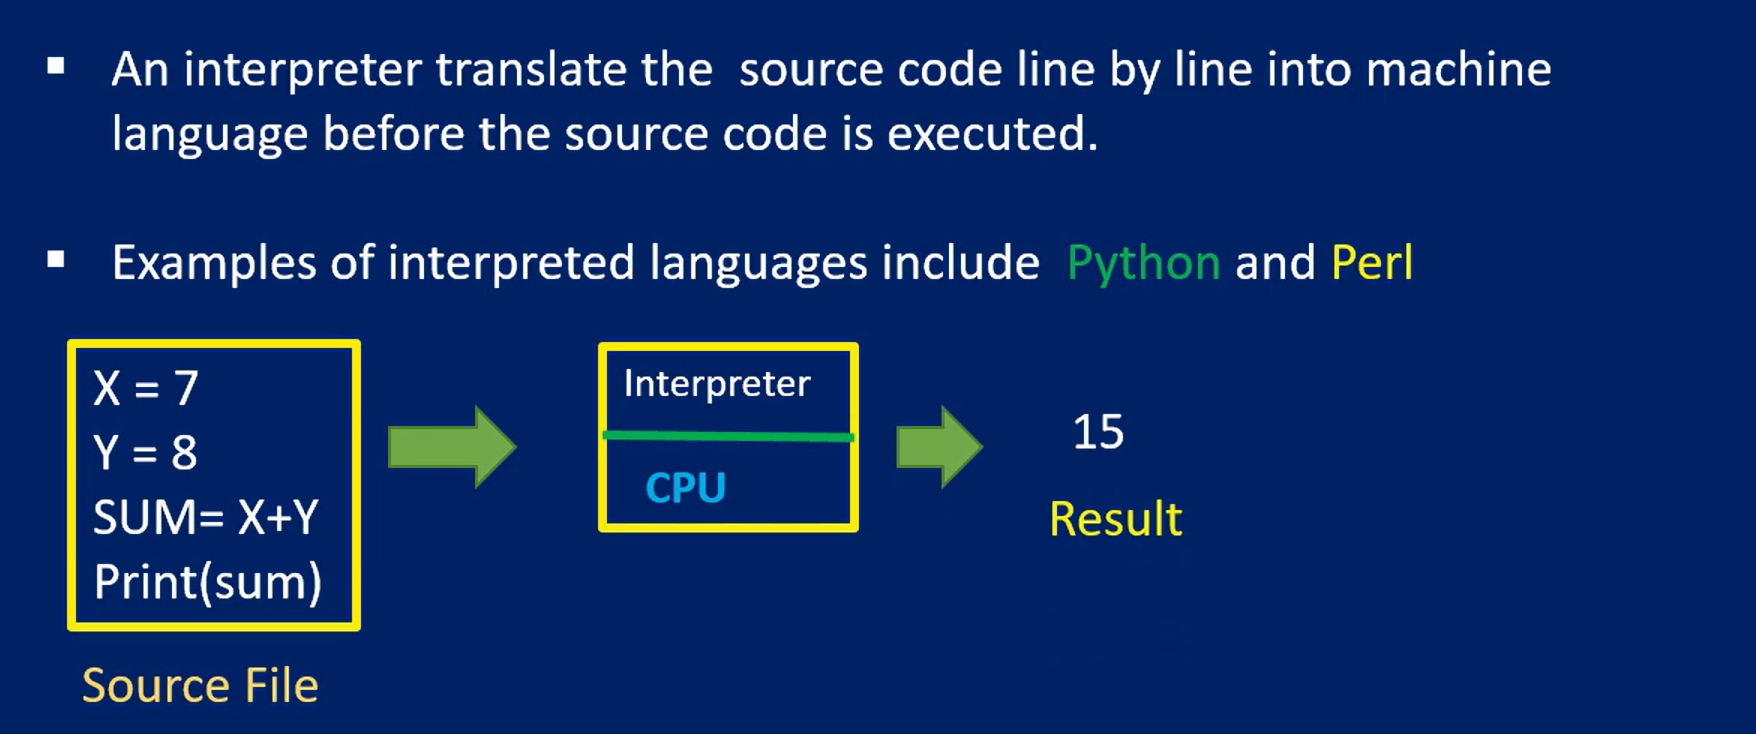 ▪ An interpreter translate the source code line by line into machine
language before the source code is executed.
▪ Examples of interpreted languages include Python and Perl
X = 7
Y = 8
SUM= X+Y
Print(sum)
Source File
Interpreter
CPU
15
Result